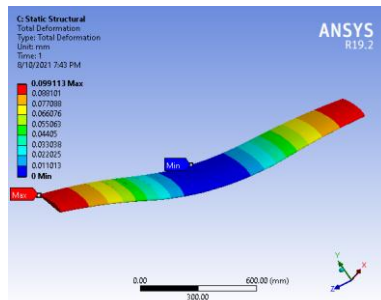 C: Static Structural
Total Deformation
Type: Total Deformation
Unit: mm
Time: 1
8/10/2021 7:43 PM
ANSYS
R19.2
0.099113 Max
0.088101
0.077088
0.066076
0.055063
0.04405
0.033038
0.022025
0.011013
0 Min
Min
Max
0.00
600.00 (mm)
300.00
Y
X
Z